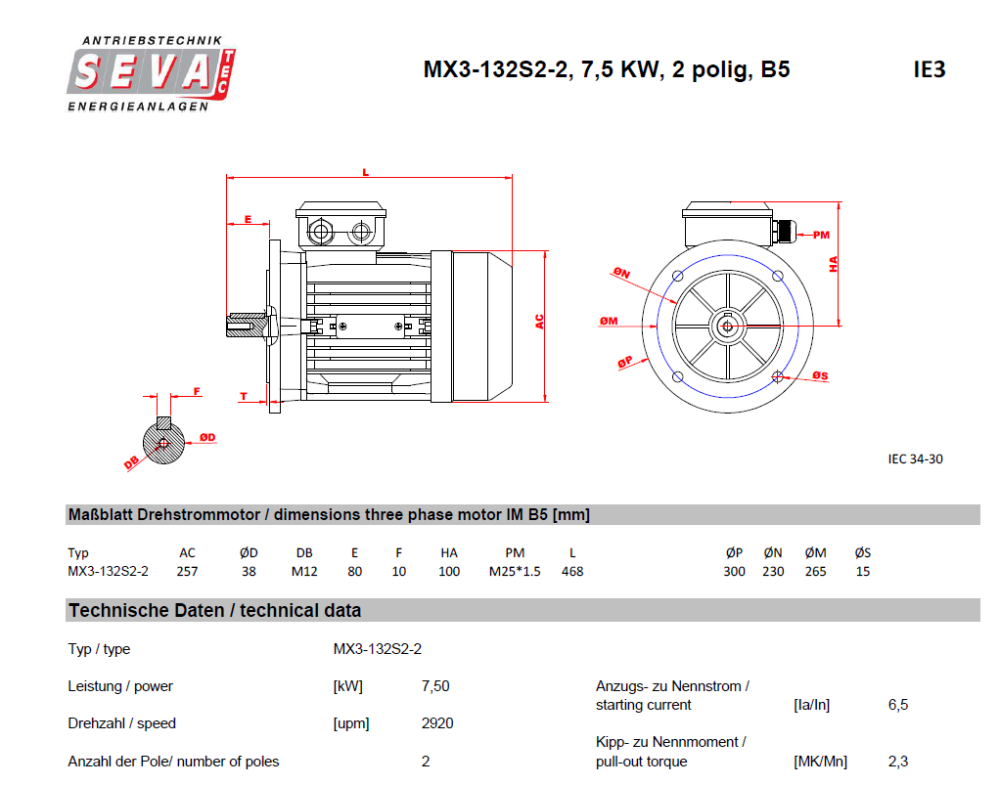 ANTRIEBSTECHNIK
SEVA TEC
ENERGIEANLAGEN
MX3-132S2-2, 7,5 KW, 2 polig, B5 IE3
L
E
AC
T
F
ØD
DB
PM
HA
ØN
ØM
ØP
ØS
IEC 34-30
Maßblatt Drehstrommotor / dimensions three phase motor IM B5 [mm]
Typ AC ØD DB E F HA PM L ØP ØN ØM ØS
MX3-132S2-2 257 38 M12 80 10 100 M25*1.5 468 300 230 265 15
Technische Daten / technical data
Typ / type MX3-132S2-2
Leistung / power [kW] 7,50
Drehzahl / speed [upm] 2920
Anzahl der Pole/ number of poles 2
Anzugs- zu Nennstrom /
starting current [Ia/In] 6,5
Kipp- zu Nennmoment /
pull-out torque [MK/Mn] 2,3